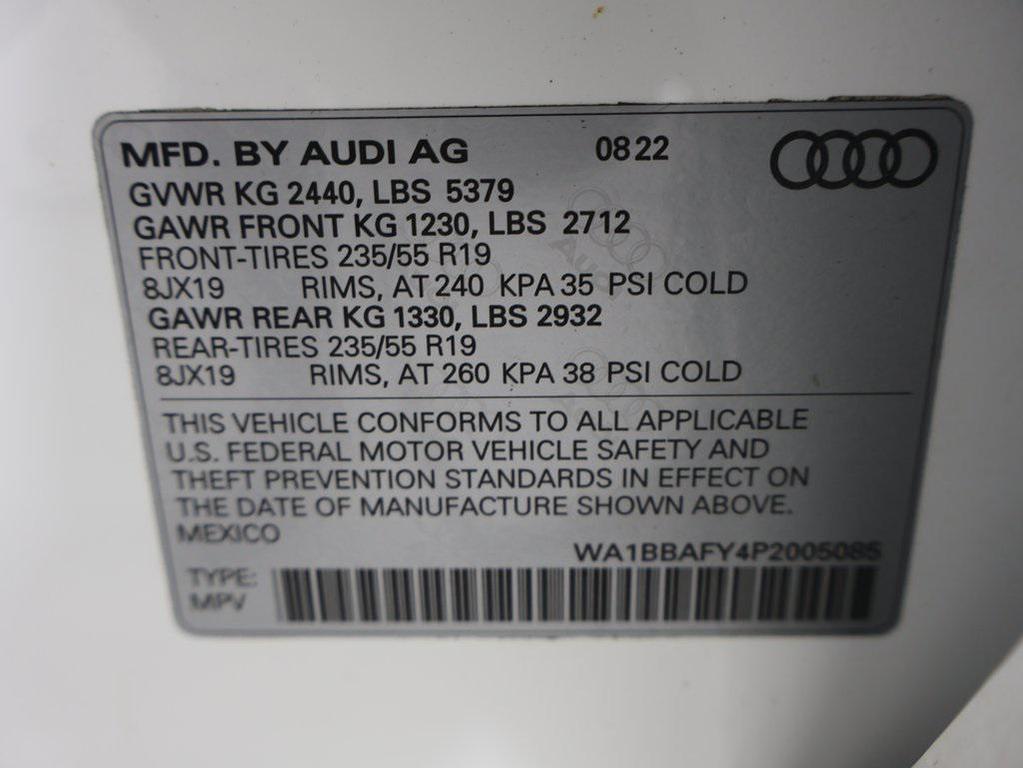 MFD. BY AUDI AG 0822
GVWR KG 2440, LBS 5379
GAWR FRONT KG 1230, LBS 2712
FRONT-TIRES 235/55 R19
8JX19 RIMS, AT 240 KPA 35 PSI COLD
GAWR REAR KG 1330, LBS 2932
REAR-TIRES 235/55 R19
8JX19 RIMS, AT 260 KPA 38 PSI COLD
THIS VEHICLE CONFORMS TO ALL APPLICABLE
U.S. FEDERAL MOTOR VEHICLE SAFETY AND
THEFT PREVENTION STANDARDS IN EFFECT ON
THE DATE OF MANUFACTURE SHOWN ABOVE.
MEXICO
WA1BBAFY4P2005085
TYPE:
MPV